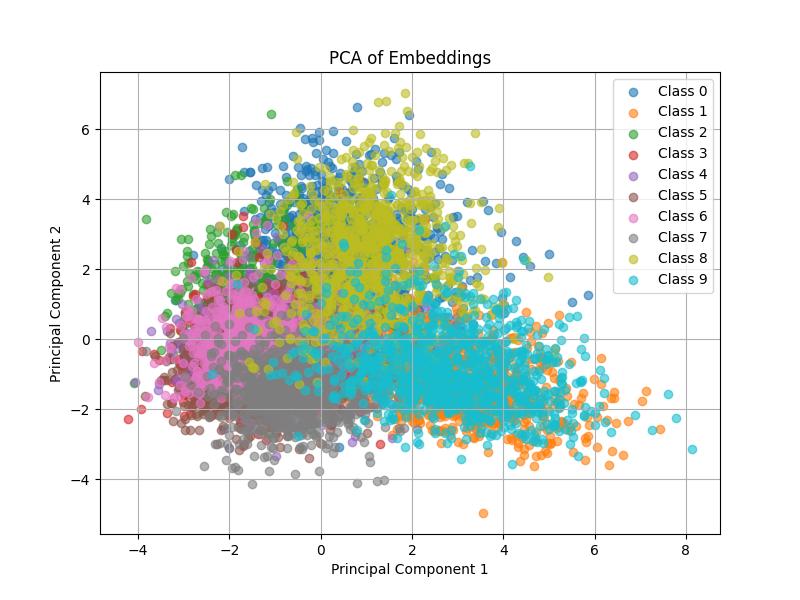 PCA of Embeddings
Class 0
Class 1
Class 2
Class 3
Class 4
Class 5
Class 6
Class 7
Class 8
Class 9
6
4
2
0
−2
−4
Principal Component 2
−4 −2 0 2 4 6 8
Principal Component 1